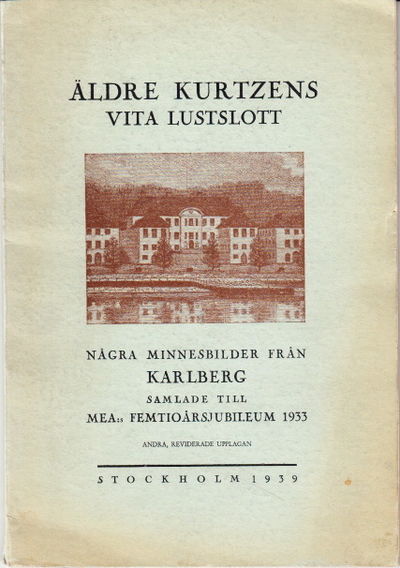 ÄLDRE KURTZENS
VITA LUSTSLOTT
NÅGRA MINNESBILDER FRÅN
KARLBERG
SAMLADE TILL
MEA:s FEMTIOÅRSJUBILEUM 1933
ANDRA, REVIDERADE UPPLAGAN
STOCKHOLM 1939